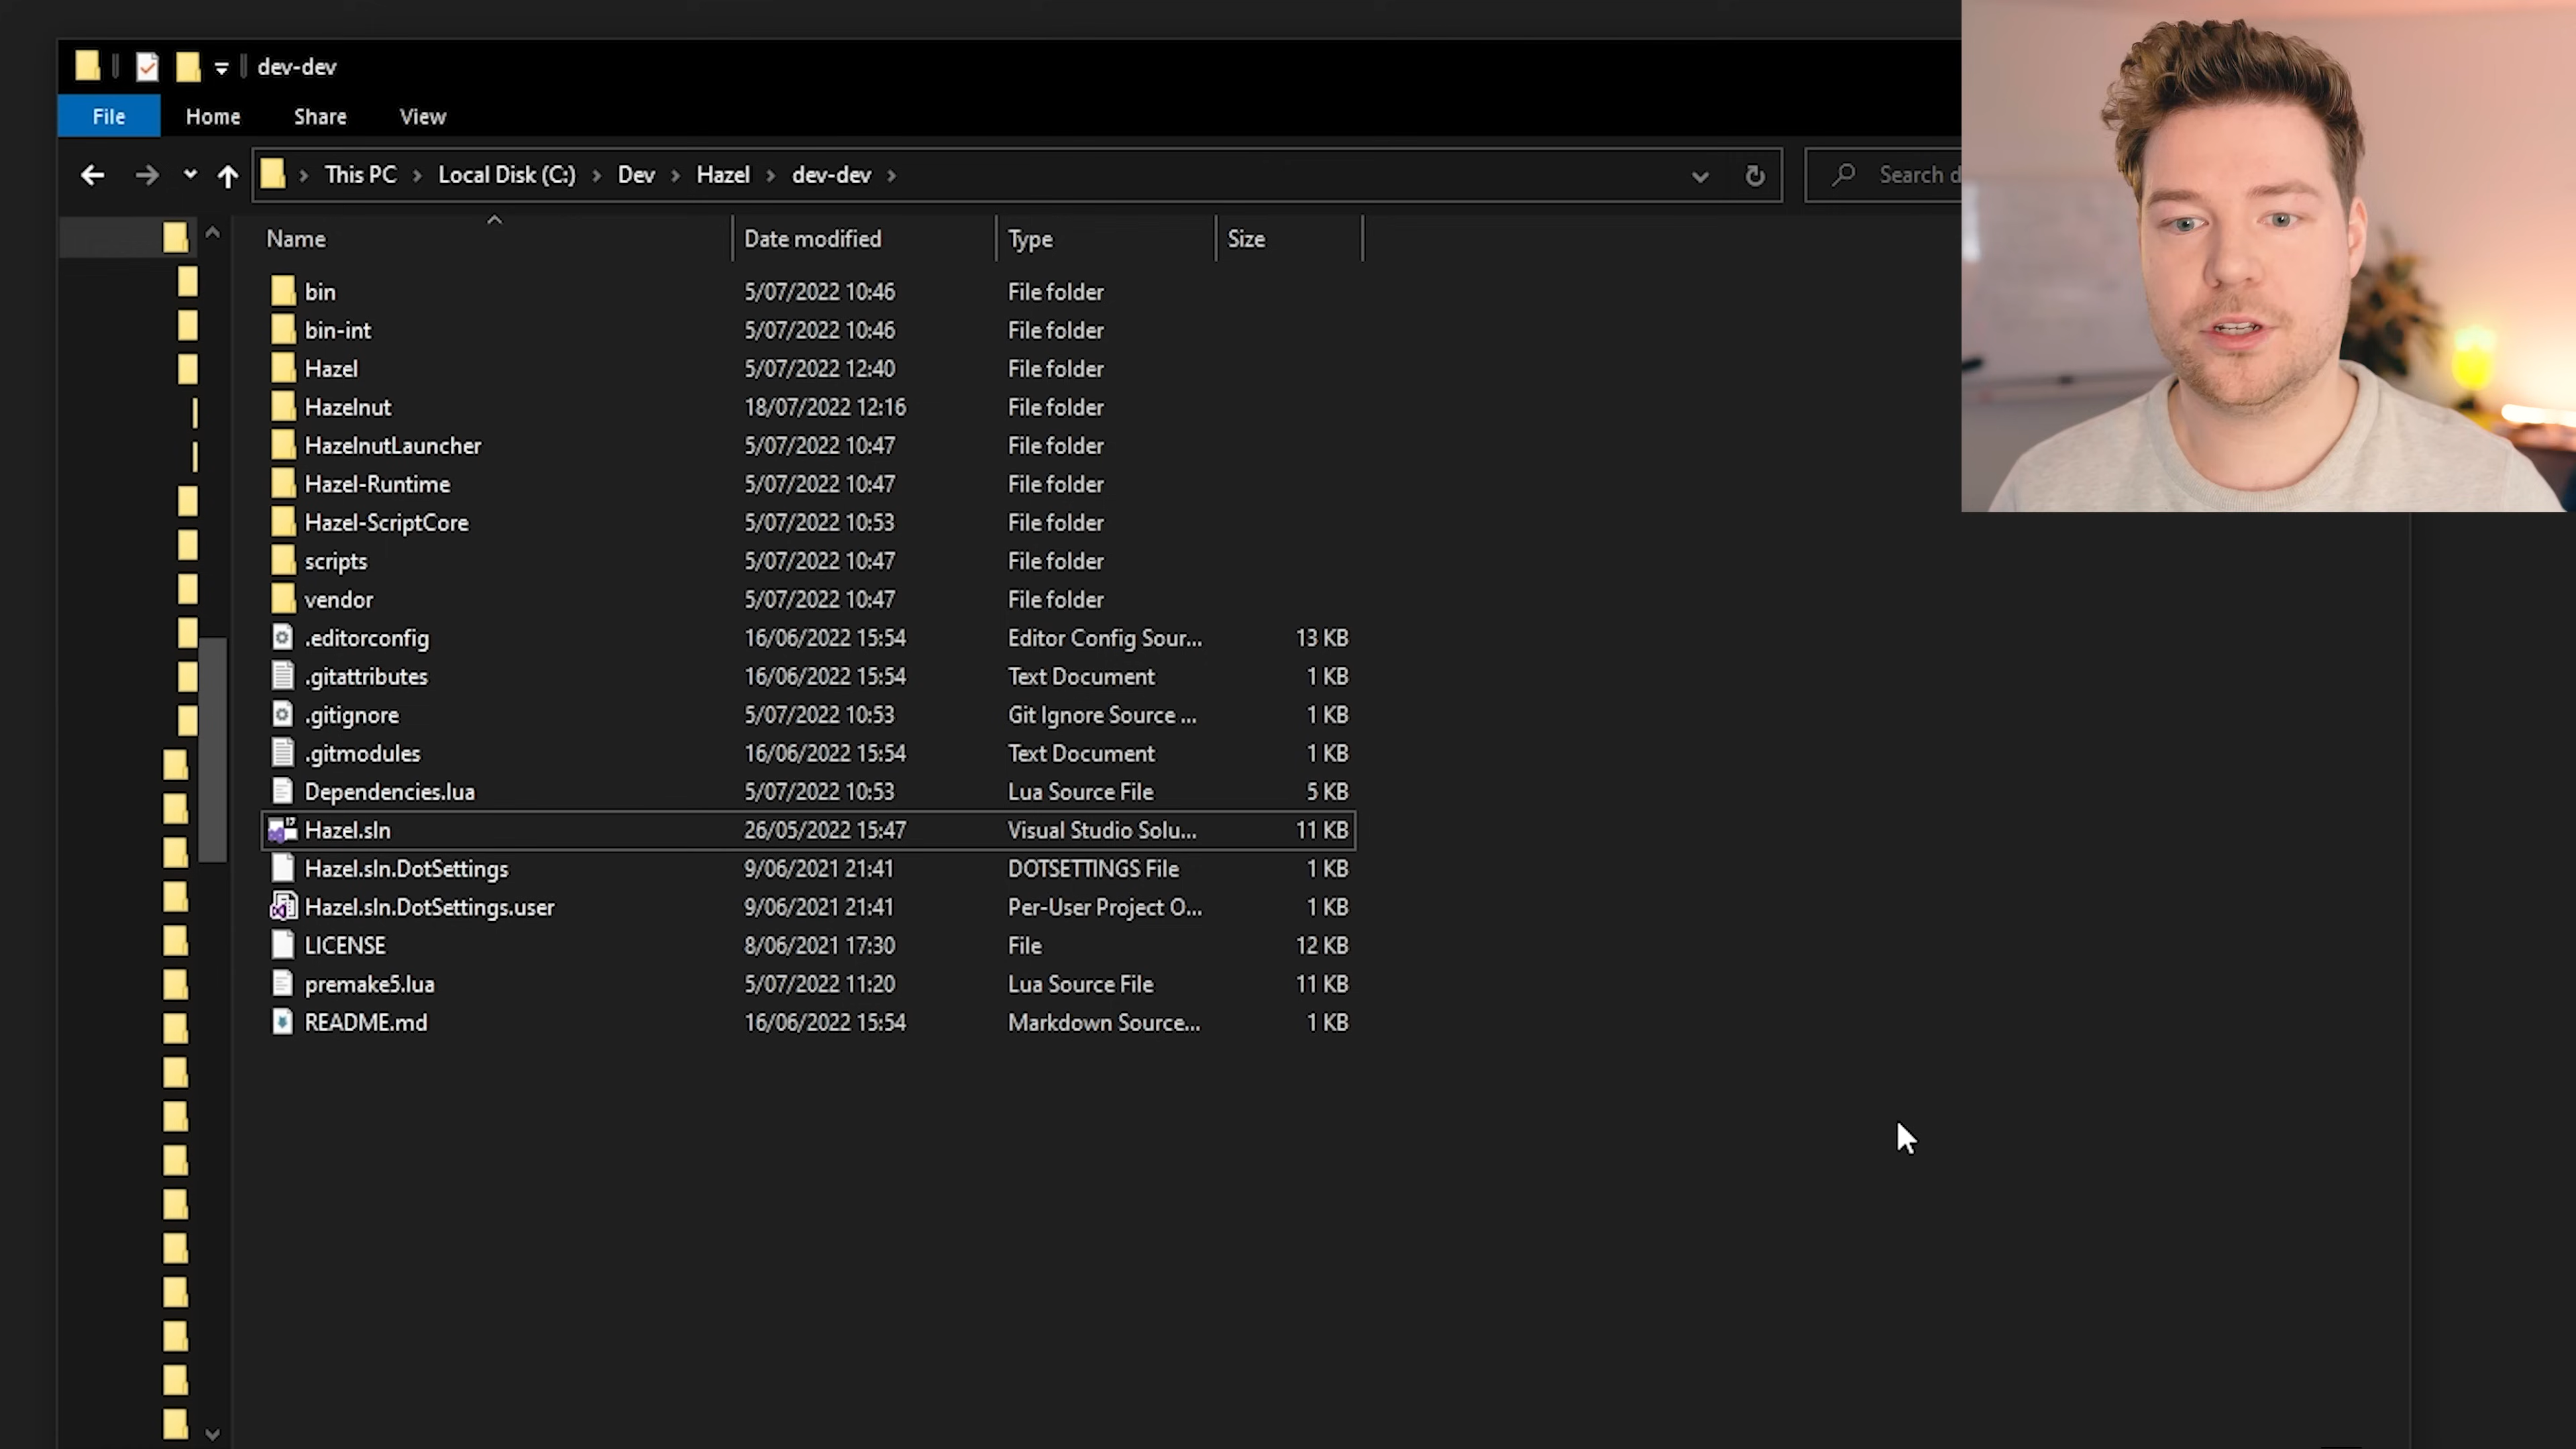 dev-dev
File Home Share View
This PC > Local Disk (C:) > Dev > Hazel > dev-dev > Search d
Name Date modified Type Size
bin 5/07/2022 10:46 File folder
bin-int 5/07/2022 10:46 File folder
Hazel 5/07/2022 12:40 File folder
Hazelnut 18/07/2022 12:16 File folder
HazelnutLauncher 5/07/2022 10:47 File folder
Hazel-Runtime 5/07/2022 10:47 File folder
Hazel-ScriptCore 5/07/2022 10:53 File folder
scripts 5/07/2022 10:47 File folder
vendor 5/07/2022 10:47 File folder
.editorconfig 16/06/2022 15:54 Editor Config Sour... 13 KB
.gitattributes 16/06/2022 15:54 Text Document 1 KB
.gitignore 5/07/2022 10:53 Git Ignore Source ... 1 KB
.gitmodules 16/06/2022 15:54 Text Document 1 KB
Dependencies.lua 5/07/2022 10:53 Lua Source File 5 KB
Hazel.sln 26/05/2022 15:47 Visual Studio Solu... 11 KB
Hazel.sln.DotSettings 9/06/2021 21:41 DOTSETTINGS File 1 KB
Hazel.sln.DotSettings.user 9/06/2021 21:41 Per-User Project O... 1 KB
LICENSE 8/06/2021 17:30 File 12 KB
premake5.lua 5/07/2022 11:20 Lua Source File 11 KB
README.md 16/06/2022 15:54 Markdown Source... 1 KB